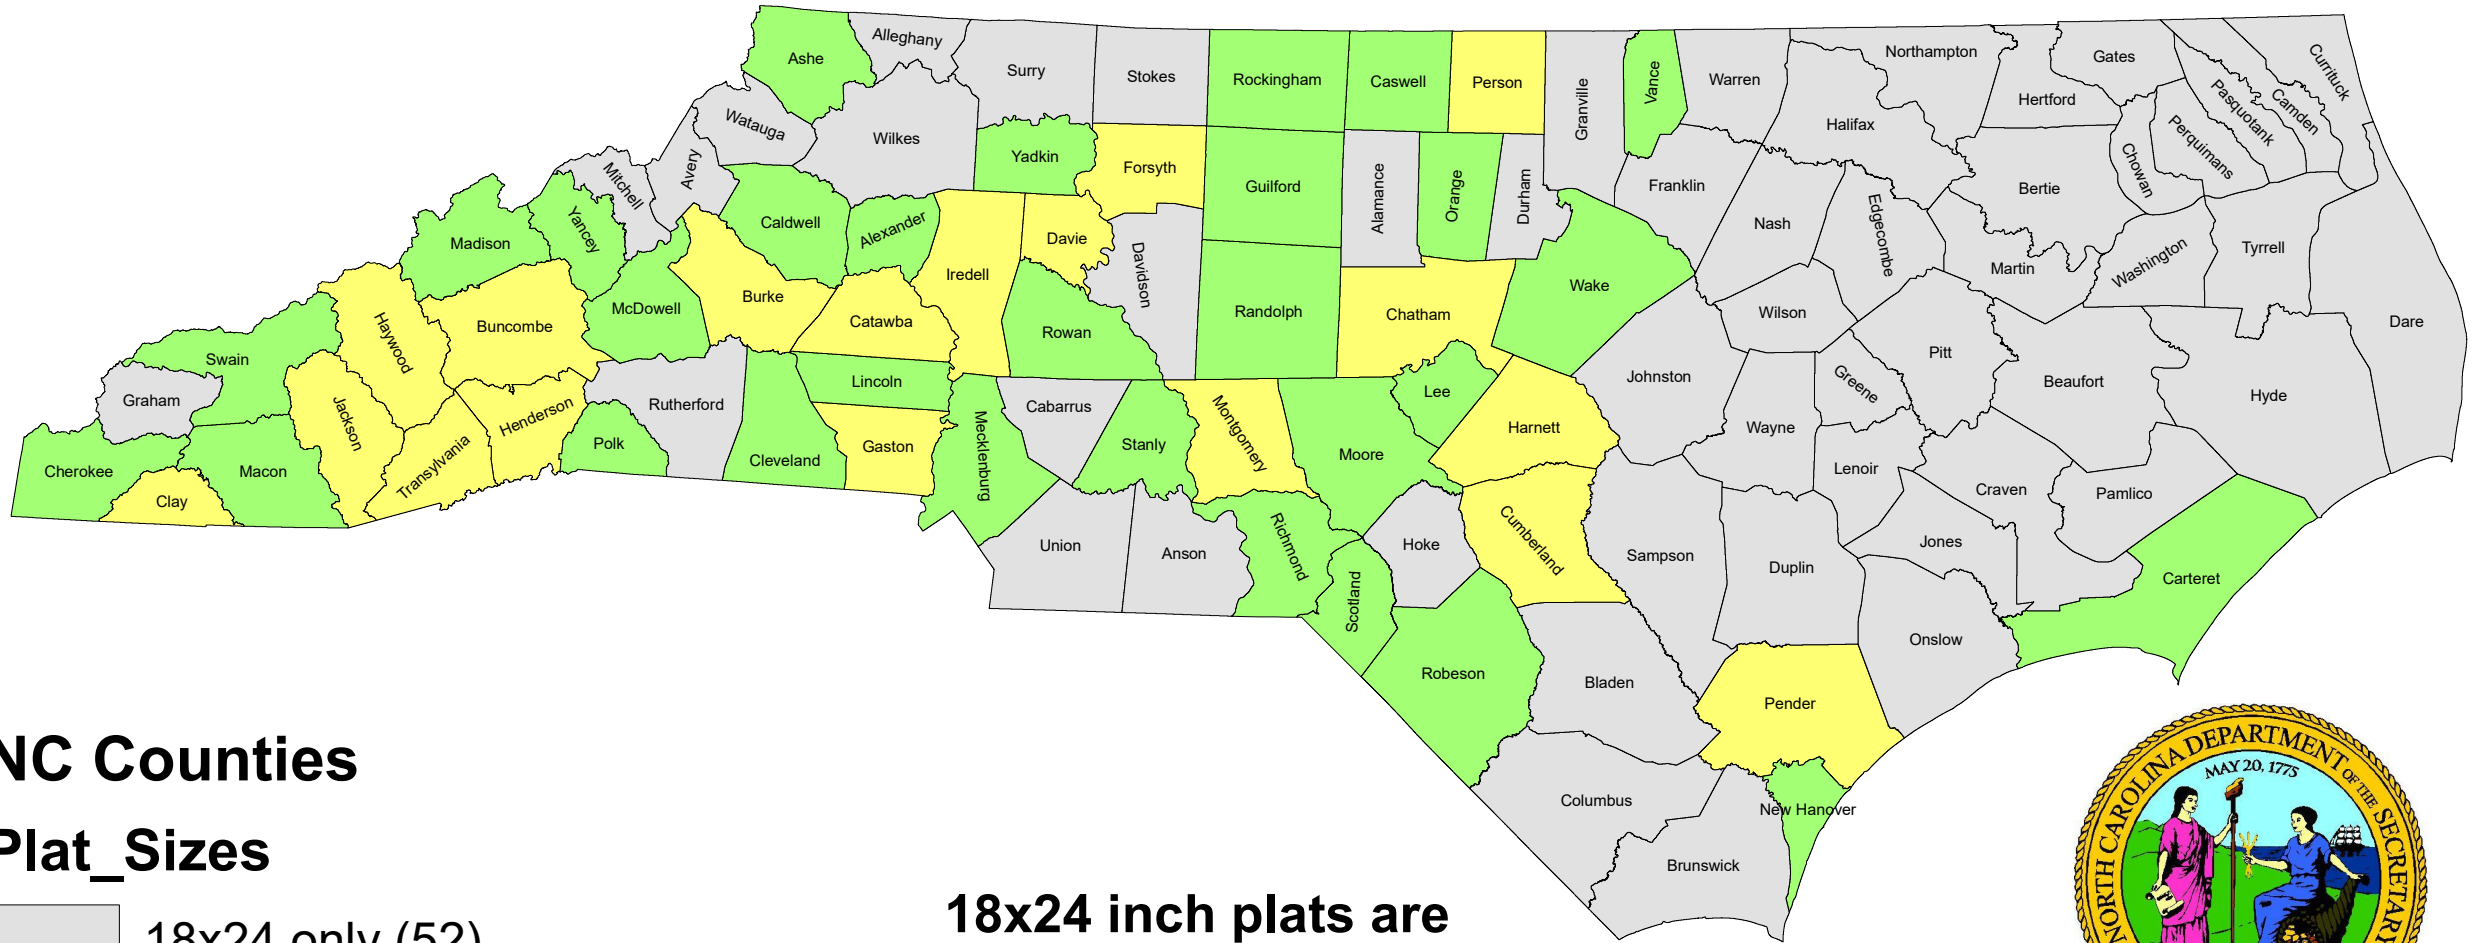 Ashe
Alleghany
Surry
Stokes
Rockingham
Caswell
Person
Granville
Vance
Warren
Northampton
Gates
Currituck
Camden
Pasquotank
Perquimans
Hertford
Halifax
Watauga
Wilkes
Yadkin
Forsyth
Guilford
Alamance
Orange
Durham
Franklin
Chowan
Bertie
Mitchell
Avery
Yancey
Madison
Caldwell
Alexander
Davie
Iredell
Davidson
Randolph
Chatham
Wake
Nash
Edgecombe
Martin
Washington
Tyrrell
Dare
Haywood
Buncombe
McDowell
Burke
Catawba
Rowan
Wilson
Pitt
Greene
Beaufort
Hyde
Swain
Graham
Lincoln
Lee
Johnston
Jackson
Henderson
Rutherford
Cabarrus
Montgomery
Moore
Harnett
Wayne
Cherokee
Clay
Macon
Transylvania
Polk
Cleveland
Gaston
Mecklenburg
Stanly
Lenoir
Craven
Pamlico
Union
Anson
Richmond
Scotland
Hoke
Cumberland
Sampson
Duplin
Jones
Carteret
Onslow
Robeson
Bladen
Pender
Columbus
New Hanover
Brunswick
NC Counties
Plat_Sizes
18x24 only (52)
18x24 inch plats are
NORTH CAROLINA DEPARTMENT OF THE SECRETAR
MAY 20, 1775